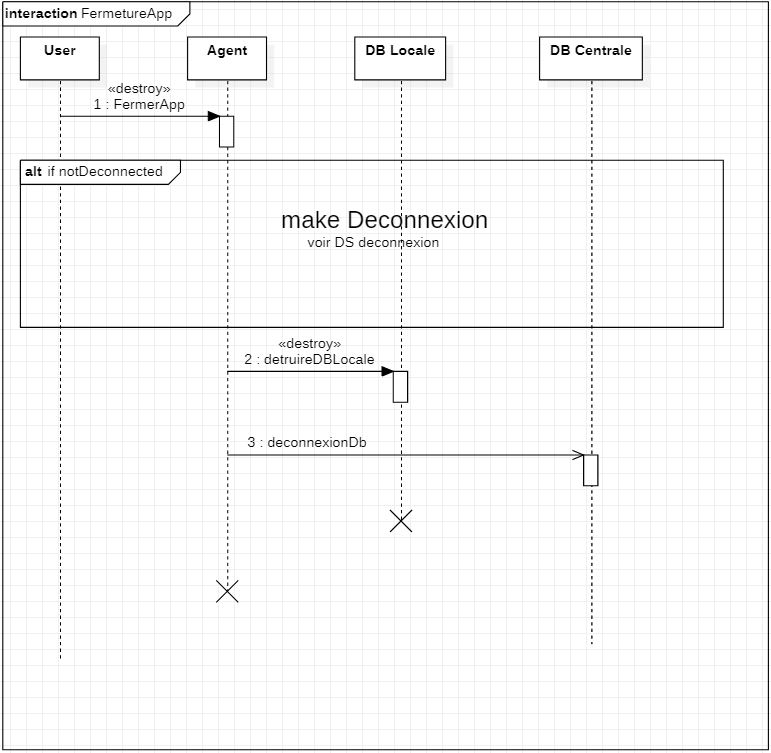 interaction FermetureApp
User
Agent
DB Locale
DB Centrale
«destroy»
1 : FermerApp
alt if notDeconnected
make Deconnexion
voir DS deconnexion
«destroy»
2 : detruireDBLocale
3 : deconnexionDb